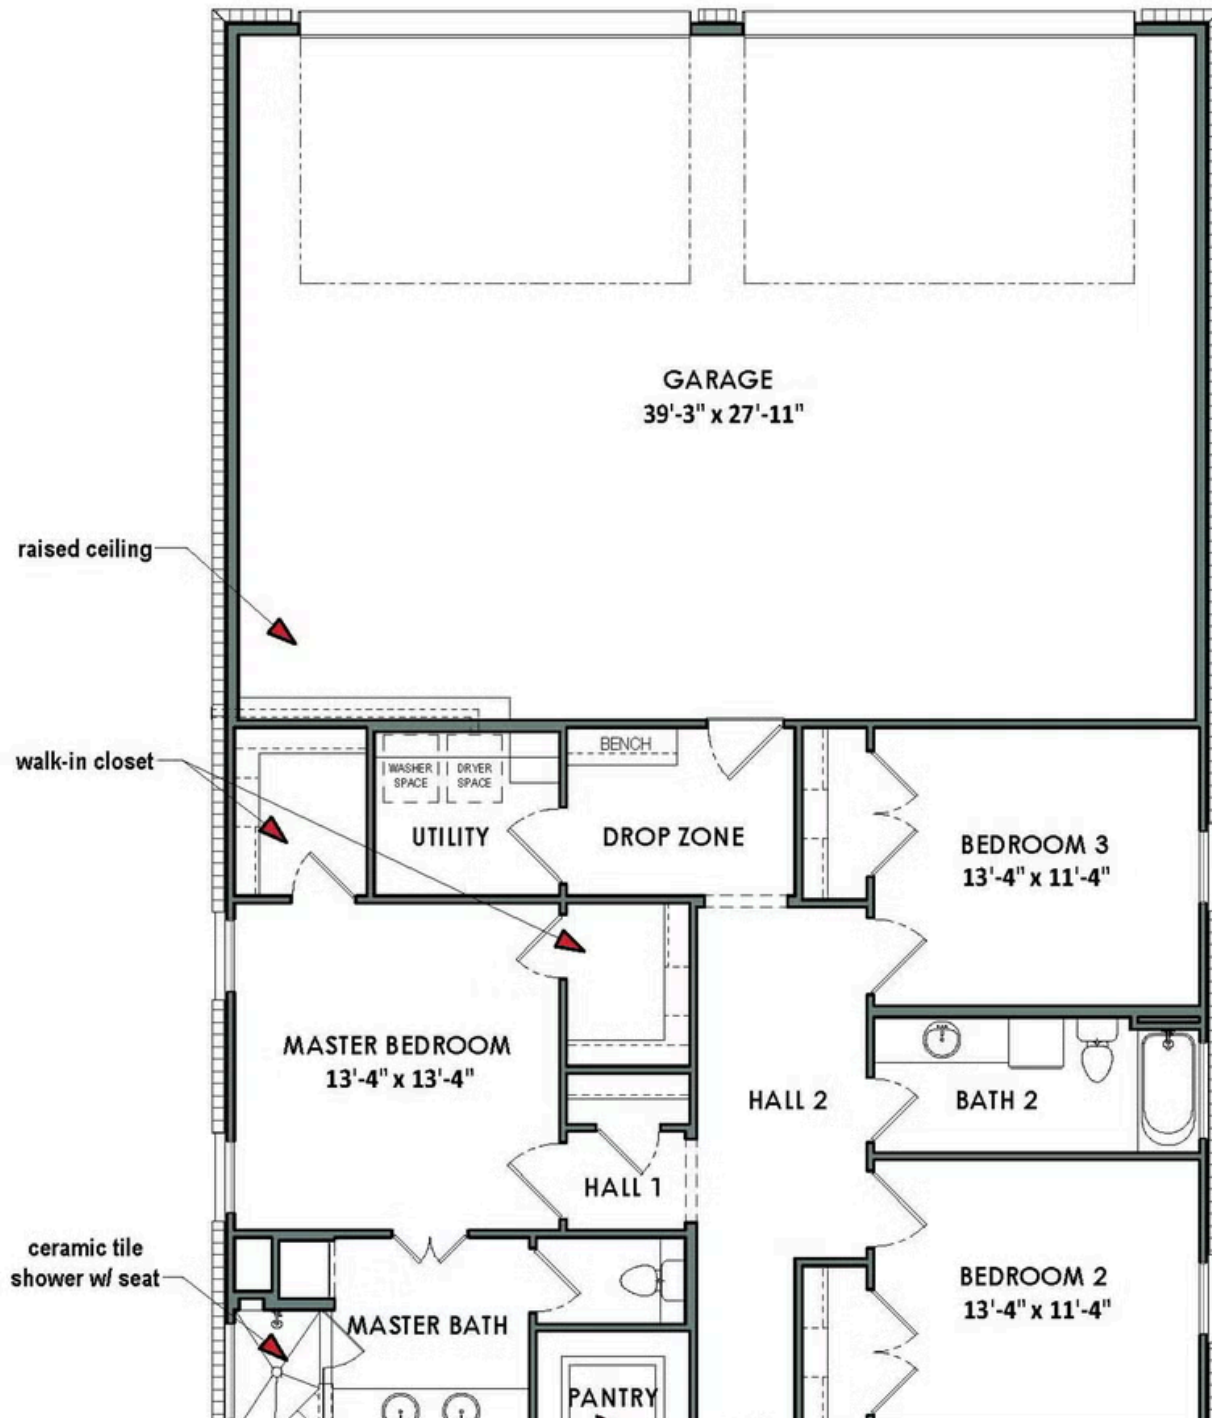 GARAGE
39'-3" x 27'-11"
raised ceiling
walk-in closet
BENCH
WASHER
SPACE
DRYER
SPACE
UTILITY
DROP ZONE
BEDROOM 3
13'-4" x 11'-4"
MASTER BEDROOM
13'-4" x 13'-4"
HALL 2
BATH 2
HALL 1
ceramic tile
shower w/ seat
BEDROOM 2
13'-4" x 11'-4"
MASTER BATH
PANTRY